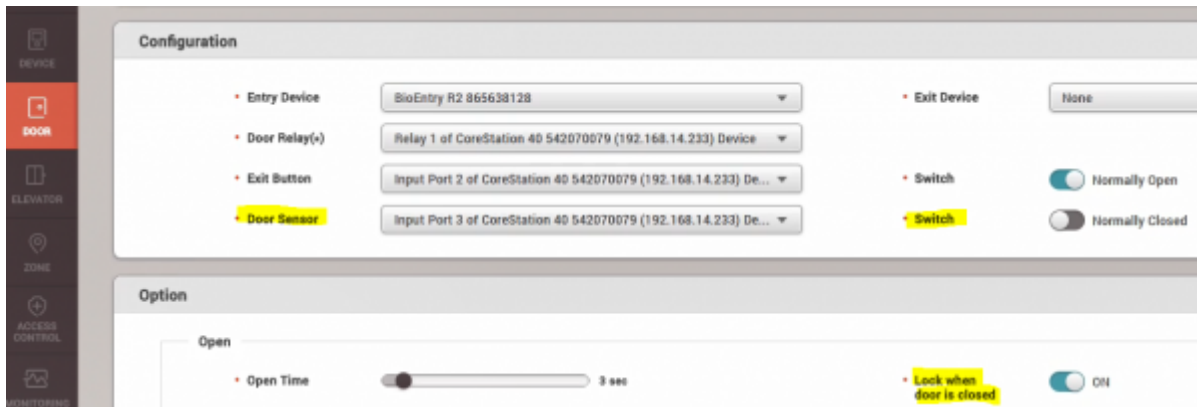 DEVICE
DOOR
ELEVATOR
ZONE
ACCESS
CONTROL
MONITORING
Configuration
Entry Device BioEntry R2 865638128 Exit Device None
Door Relay(*) Relay 1 of CoreStation 40 542070079 (192.168.14.233) Device
Exit Button Input Port 2 of CoreStation 40 542070079 (192.168.14.233) De... Switch Normally Open
Door Sensor Input Port 3 of CoreStation 40 542070079 (192.168.14.233) De... Switch Normally Closed
Option
Open
Open Time 3 sec Lock when
door is closed ON